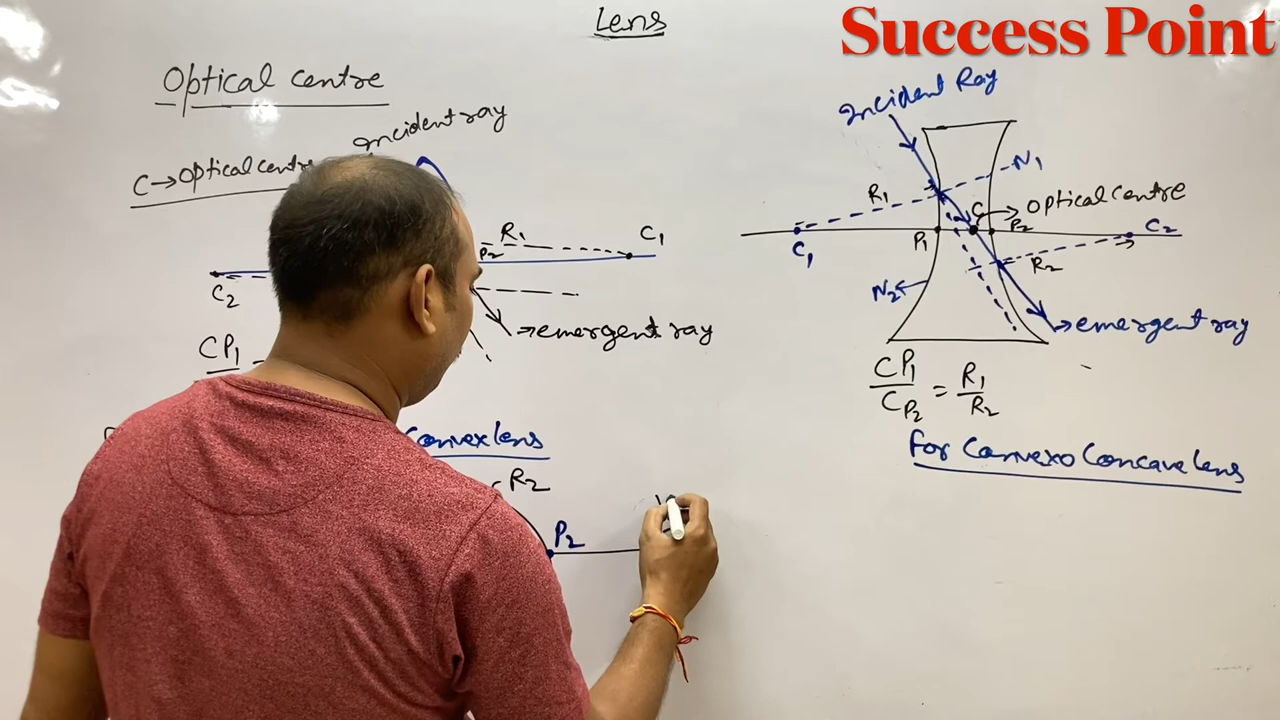 Lens
Success Point
Optical centre
C→Optical centre
Incident ray
R1
C1
P2
C2
→emergent ray
CP1
Convex lens
R2
P2
Incident Ray
N1
R1
C
→Optical centre
P1
P2
C1
C2
R2
N2
→emergent ray
CP1/CP2 = R1/R2
For Convexo Concave lens